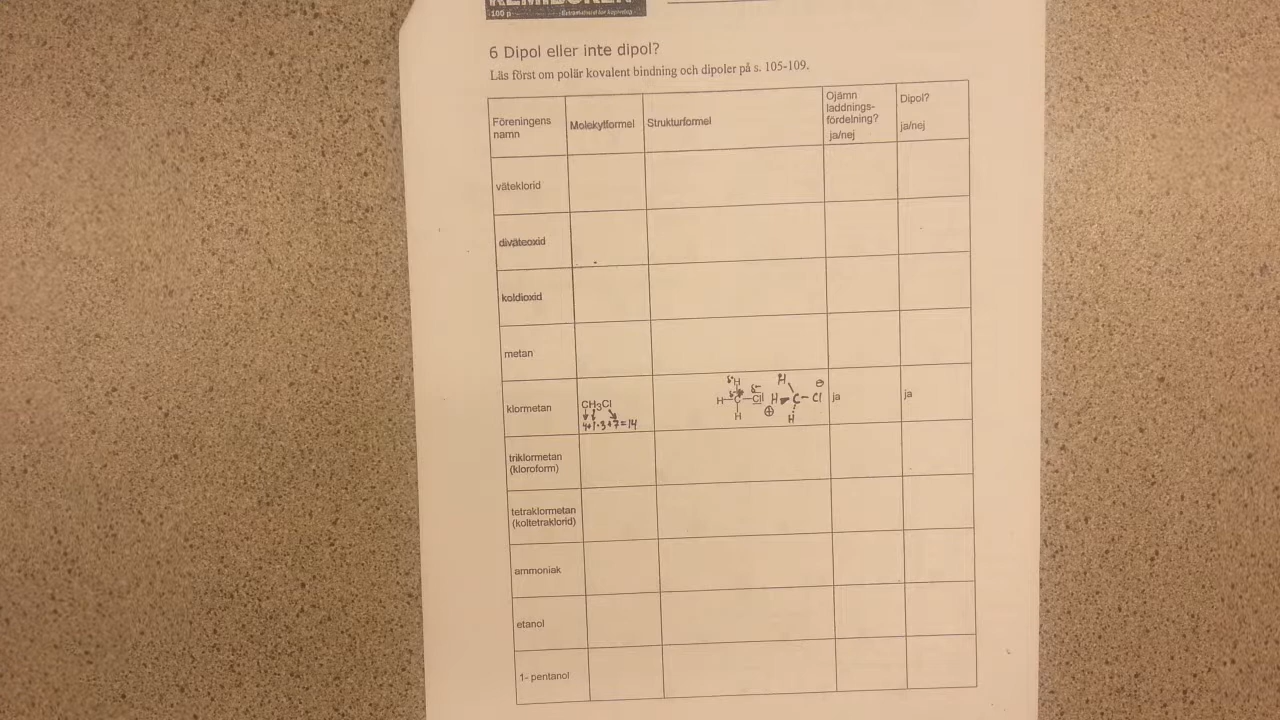 KEMIBOKEN
100 p
6 Dipol eller inte dipol?
Läs först om polär kovalent bindning och dipoler på s. 105-109.
Föreningens namn
Molekylformel
Strukturformel
Ojämn laddnings-fördelning? ja/nej
Dipol? ja/nej
väteklorid
diväteoxid
koldioxid
metan
klormetan
CH3Cl
4+1·3+7=14
H
δ-
H-C-Cl
H
H
H C-Cl
H
⊖
⊕
ja
ja
triklormetan
(kloroform)
tetraklormetan
(koltetraklorid)
ammoniak
etanol
1- pentanol